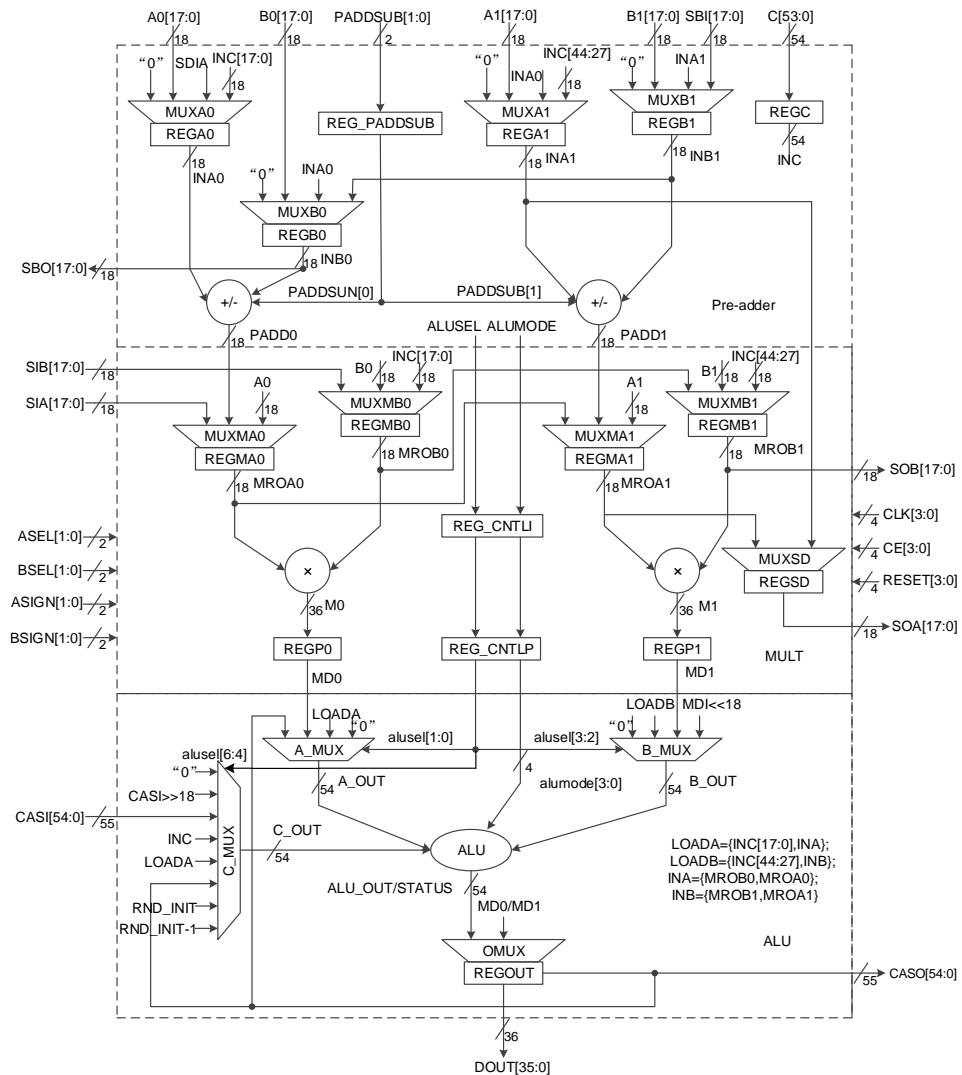 A0[17:0] B0[17:0] PADDSUB[1:0] A1[17:0] B1[17:0] SBI[17:0] C[53:0]
18 18 2 18 18 18 54
“0” SDIA INC[17:0] “0” INA0 INC[44:27] “0” INA1
18 18
MUXA0 MUXA1 MUXB1
REGA0 REG_PADDSUB REGA1 REGB1 REGC
18 18 18 54
INA0 INA1 INB1 INC
“0” INA0
MUXB0
REGB0
18 INB0
SBO[17:0] 18
+/- PADDSUN[0] PADDSUB[1] +/-
Pre-adder
18 PADD0 ALUSEL ALUMODE 18 PADD1
SIB[17:0] 18 B0 18 INC[17:0] 18 B1 18 INC[44:27] 18
SIA[17:0] 18 A0 18 A1 18
MUXMB0 MUXMB1
REGMB0 REGMB1
MUXMA0 MUXMA1
REGMA0 REGMA1
18 MROB0 18 MROB1
18 MROA0 18 MROA1
18 SOB[17:0]
REG_CNTLI
4 CLK[3:0]
ASEL[1:0] 2
4 CE[3:0]
MUXSD
BSEL[1:0] 2
× ×
REGSD
4 RESET[3:0]
ASIGN[1:0] 2
36 M0 36 M1
18 SOA[17:0]
BSIGN[1:0] 2
REGP0 REG_CNTLP REGP1
MULT
MD0 MD1
LOADA “0” LOADB MDI<<18
“0”
A_MUX alusel[1:0] alusel[3:2] B_MUX
alusel[6:4]
4
“0”
54 A_OUT alumode[3:0] 54 B_OUT
CASI>>18
CASI[54:0] 55
INC
C_MUX
C_OUT
54
LOADA
ALU
LOADA={INC[17:0],INA};
LOADB={INC[44:27],INB};
INA={MROB0,MROA0};
INB={MROB1,MROA1}
ALU_OUT/STATUS 54
RND_INIT
MD0/MD1
RND_INIT-1
OMUX
ALU
REGOUT
55 CASO[54:0]
36
DOUT[35:0]